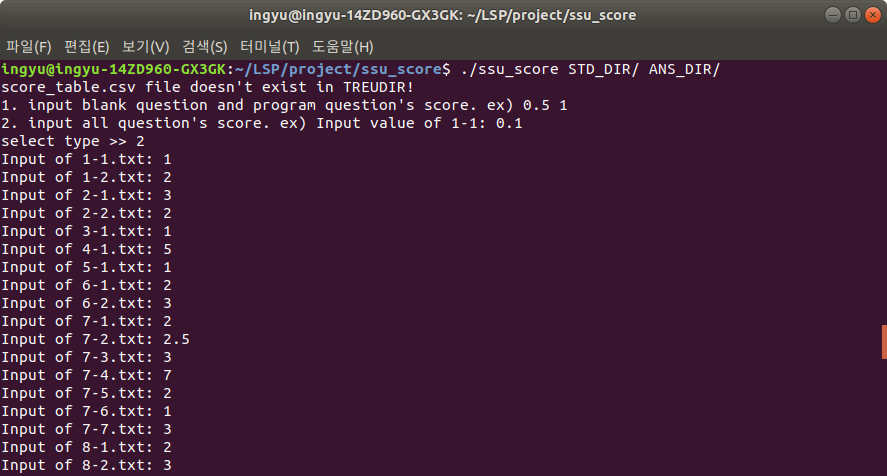 ingyu@ingyu-14ZD960-GX3GK: ~/LSP/project/ssu_score
파일(F) 편집(E) 보기(V) 검색(S) 터미널(T) 도움말(H)
ingyu@ingyu-14ZD960-GX3GK:~/LSP/project/ssu_score$ ./ssu_score STD_DIR/ ANS_DIR/
score_table.csv file doesn't exist in TREUDIR!
1. input blank question and program question's score. ex) 0.5 1
2. input all question's score. ex) Input value of 1-1: 0.1
select type >> 2
Input of 1-1.txt: 1
Input of 1-2.txt: 2
Input of 2-1.txt: 3
Input of 2-2.txt: 2
Input of 3-1.txt: 1
Input of 4-1.txt: 5
Input of 5-1.txt: 1
Input of 6-1.txt: 2
Input of 6-2.txt: 3
Input of 7-1.txt: 2
Input of 7-2.txt: 2.5
Input of 7-3.txt: 3
Input of 7-4.txt: 7
Input of 7-5.txt: 2
Input of 7-6.txt: 1
Input of 7-7.txt: 3
Input of 8-1.txt: 2
Input of 8-2.txt: 3